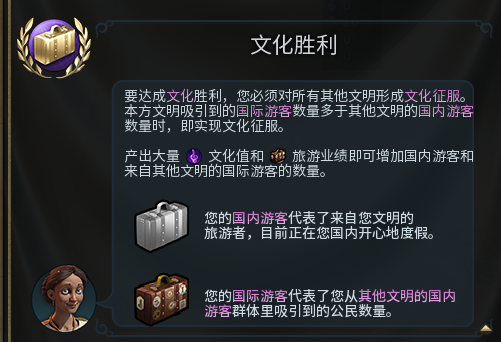 文化胜利
要达成文化胜利，您必须对所有其他文明形成文化征服。
本方文明吸引到的国际游客数量多于其他文明的国内游客
数量时，即实现文化征服。
产出大量 文化值和 旅游业绩即可增加国内游客和
来自其他文明的国际游客的数量。
您的国内游客代表了来自您文明的
旅游者，目前正在您国内开心地度假。
您的国际游客代表了您从其他文明的国内
游客群体里吸引到的公民数量。